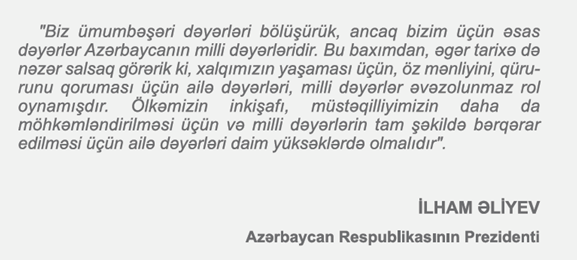 "Biz ümumbəşəri dəyərləri bölüşürük, ancaq bizim üçün əsas
dəyərlər Azərbaycanın milli dəyərləridir. Bu baxımdan, əgər tarixə də
nəzər salsaq görərik ki, xalqımızın yaşaması üçün, öz mənliyini, qüru-
runu qoruması üçün ailə dəyərləri, milli dəyərlər əvəzolunmaz rol
oynamışdır. Ölkəmizin inkişafı, müstəqilliyimizin daha da
möhkəmləndirilməsi üçün və milli dəyərlərin tam şəkildə bərqərar
edilməsi üçün ailə dəyərləri daim yüksəklərdə olmalıdır".
İLHAM ƏLİYEV
Azərbaycan Respublikasının Prezidenti